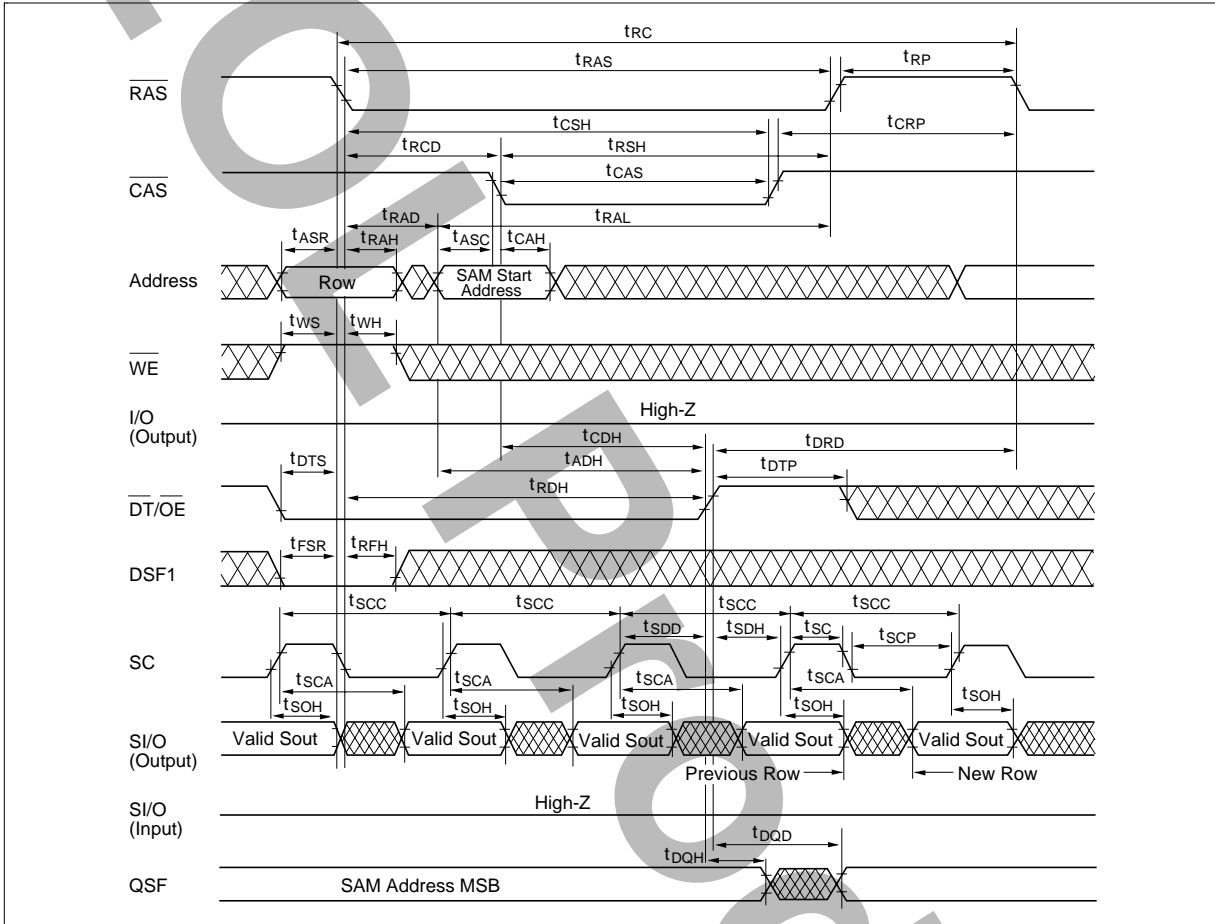 tRC
tRAS
tRP
RAS
tCSH
tCRP
tRCD
tRSH
CAS
tCAS
tRAD
tRAL
tASR
tRAH
tASC
tCAH
Address
Row
SAM Start
Address
tWS
tWH
WE
I/O
(Output)
High-Z
tCDH
tDRD
tDTS
tADH
tDTP
tRDH
DT/OE
tFSR
tRFH
DSF1
tSCC
tSCC
tSCC
tSCC
tSDD
tSDH
tSC
tSCP
SC
tSCA
tSCA
tSCA
tSCA
tSOH
tSOH
tSOH
tSOH
tSOH
SI/O
(Output)
Valid Sout
Valid Sout
Valid Sout
Valid Sout
Valid Sout
Previous Row
New Row
SI/O
(Input)
High-Z
tDQD
tDQH
QSF
SAM Address MSB